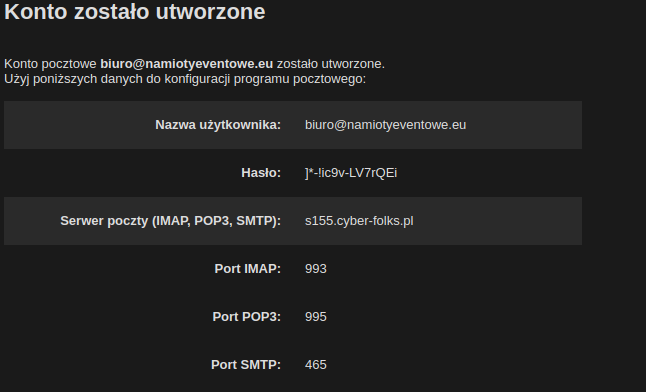 Konto zostało utworzone
Konto pocztowe biuro@namiotyeventowe.eu zostało utworzone.
Użyj poniższych danych do konfiguracji programu pocztowego:
Nazwa użytkownika: biuro@namiotyeventowe.eu
Hasło: ]*-!ic9v-LV7rQEi
Serwer poczty (IMAP, POP3, SMTP): s155.cyber-folks.pl
Port IMAP: 993
Port POP3: 995
Port SMTP: 465